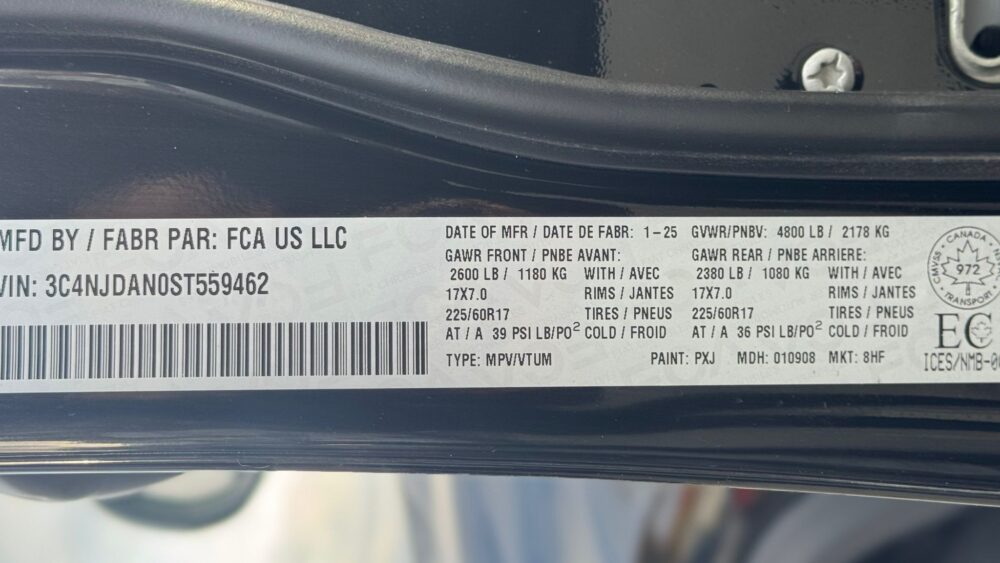 MFD BY / FABR PAR: FCA US LLC
VIN: 3C4NJDAN0ST559462
DATE OF MFR / DATE DE FABR: 1-25
GVWR/PNBV: 4800 LB / 2178 KG
GAWR FRONT / PNBE AVANT:
2600 LB / 1180 KG WITH / AVEC
17X7.0 RIMS / JANTES
225/60R17 TIRES / PNEUS
AT / A 39 PSI LB/PO² COLD / FROID
GAWR REAR / PNBE ARRIERE:
2380 LB / 1080 KG WITH / AVEC
17X7.0 RIMS / JANTES
225/60R17 TIRES / PNEUS
AT / A 36 PSI LB/PO² COLD / FROID
TYPE: MPV/VTUM PAINT: PXJ MDH: 010908 MKT: 8HF
CANADA
CMVSS
972
TRANSPORT
EC
ICES/NMB-